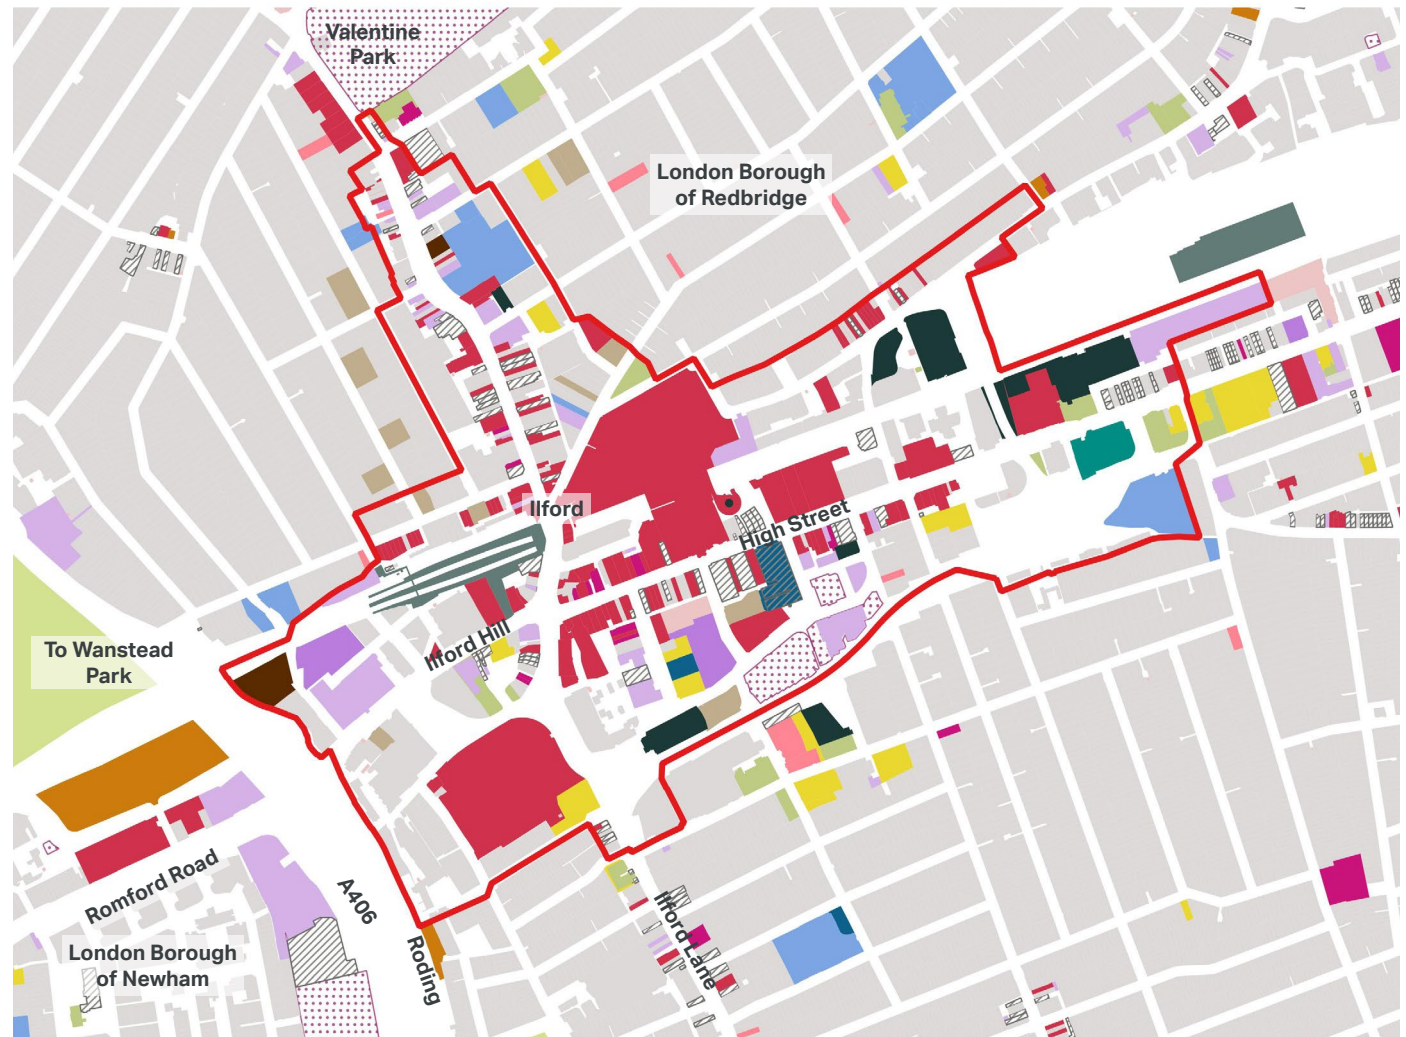 Valentine
Park
London Borough
of Redbridge
Ilford
High Street
Ilford Hill
To Wanstead
Park
Romford Road
A406
Roding
Ilford Lane
London Borough
of Newham